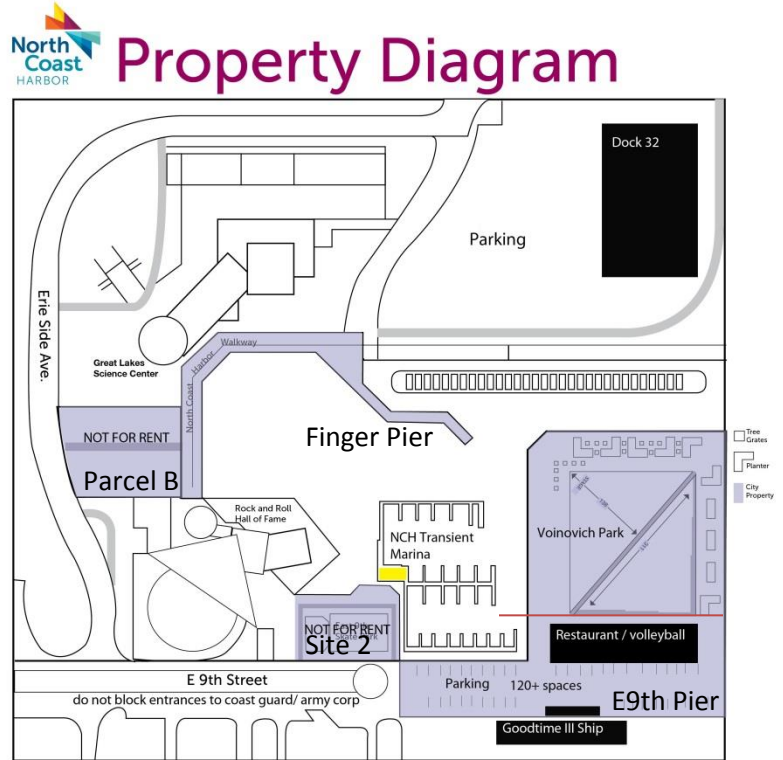 North
Coast
HARBOR
Property Diagram
Dock 32
Parking
Erie Side Ave.
Great Lakes
Science Center
Walkway
Harbor
North Coast
Finger Pier
NOT FOR RENT
Parcel B
Rock and Roll
Hall of Fame
NCH Transient
Marina
Voinovich Park
Tree
Grates
Planter
City
Property
NOT FOR RENT
Site 2
Restaurant / volleyball
E 9th Street
do not block entrances to coast guard/ army corp
Parking
120+ spaces
E9th Pier
Goodtime III Ship